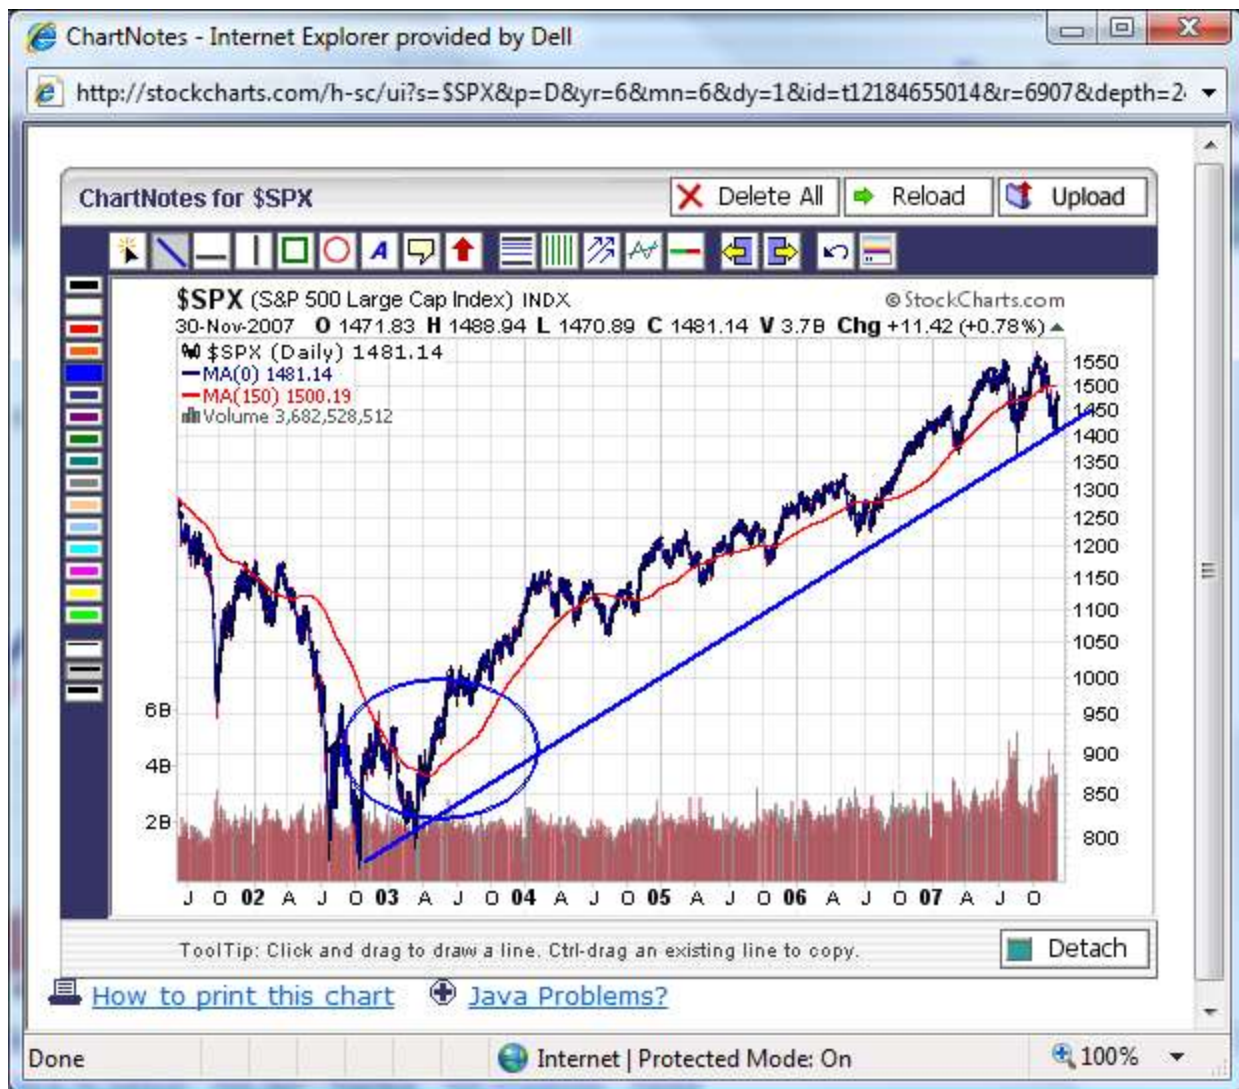 ChartNotes - Internet Explorer provided by Dell
http://stockcharts.com/h-sc/ui?s=$SPX&p=D&yr=6&mn=6&dy=1&id=t12184655014&r=6907&depth=2
ChartNotes for $SPX
Delete All
Reload
Upload
A
$SPX (S&P 500 Large Cap Index) INDX
© StockCharts.com
30-Nov-2007 O 1471.83 H 1488.94 L 1470.89 C 1481.14 V 3.7B Chg +11.42 (+0.78%)
$SPX (Daily) 1481.14
MA(0) 1481.14
MA(150) 1500.19
Volume 3,682,528,512
1550
1500
1450
1400
1350
1300
1250
1200
1150
1100
1050
1000
950
900
850
800
6B
4B
2B
J O 02 A J O 03 A J O 04 A J O 05 A J O 06 A J O 07 A J O
ToolTip: Click and drag to draw a line. Ctrl-drag an existing line to copy.
Detach
How to print this chart
Java Problems?
Done
Internet | Protected Mode: On
100%